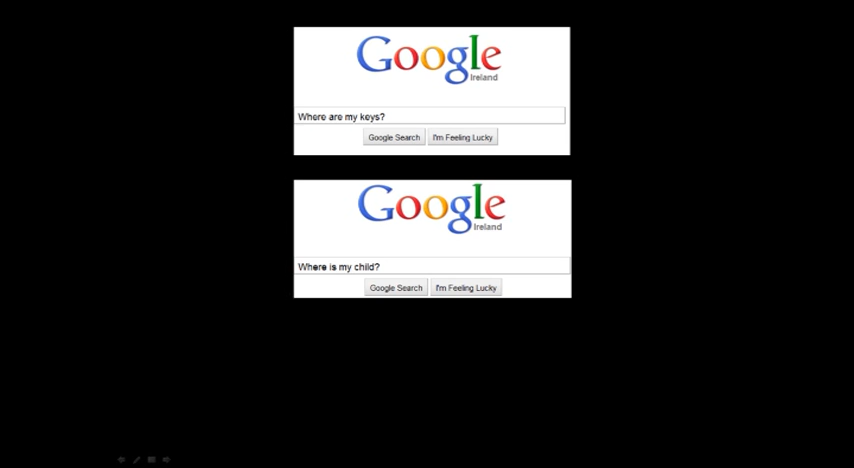 Google
Ireland
Where are my keys?
Google Search I'm Feeling Lucky
Google
Ireland
Where is my child?
Google Search I'm Feeling Lucky